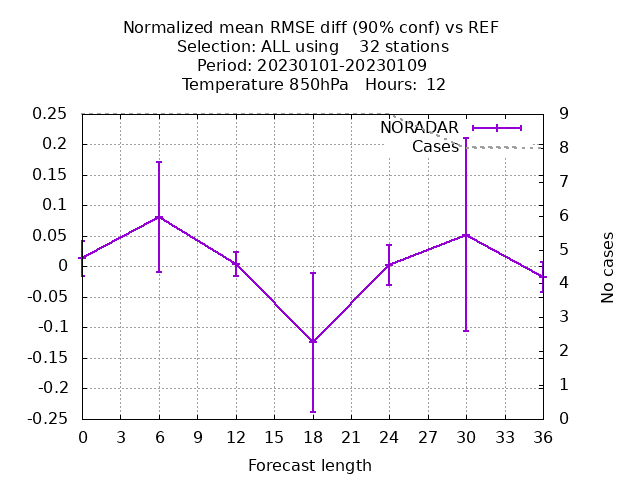 Normalized mean RMSE diff (90% conf) vs REF
Selection: ALL using    32 stations
Period: 20230101-20230109
Temperature 850hPa   Hours:  12
NORADAR
Cases
0.25
0.2
0.15
0.1
0.05
0
-0.05
-0.1
-0.15
-0.2
-0.25
9
8
7
6
5
4
3
2
1
0
No cases
0 3 6 9 12 15 18 21 24 27 30 33 36
Forecast length